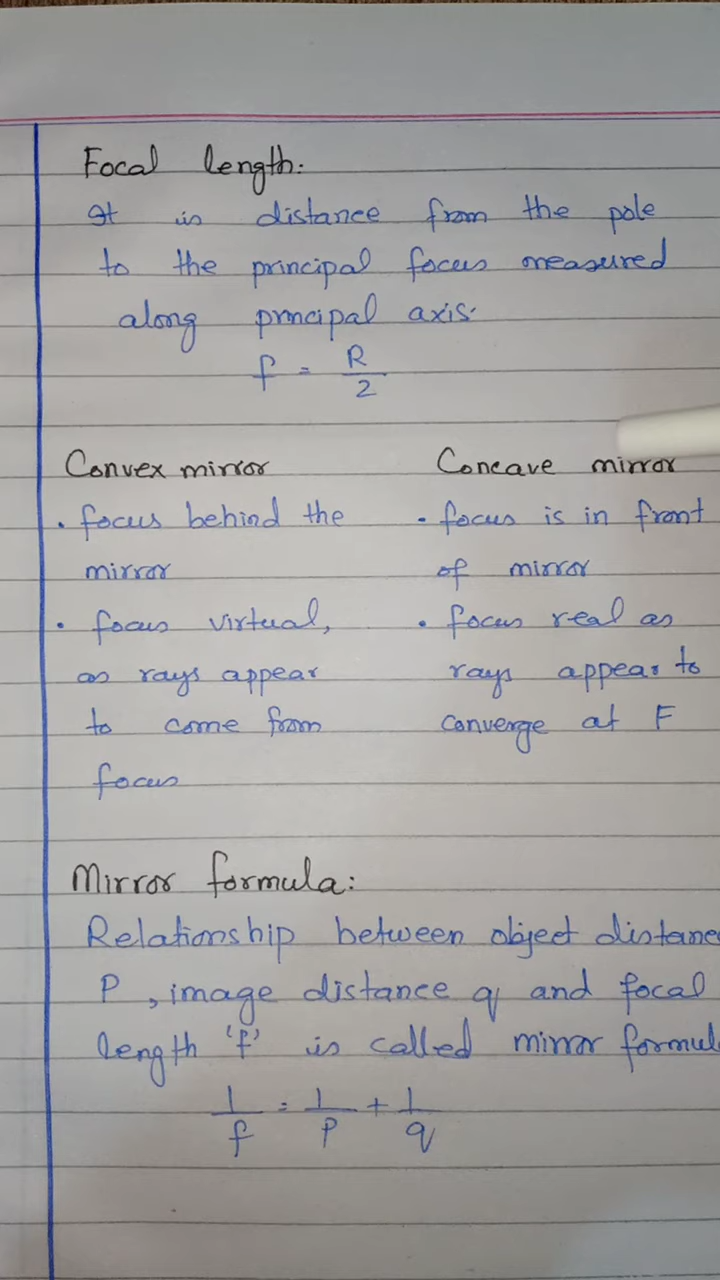 Focal length:
It is distance from the pole
to the principal focus measured
along principal axis.
f = R/2
Convex mirror
. focus behind the
mirror
. focus virtual,
as rays appear
to come from
focus
Concave mirror
. focus is in front
of mirror
. focus real as
rays appear to
converge at F
Mirror formula:
Relationship between object distanc
P, image distance q and focal
length 'f' is called mirror formul
1/f = 1/P + 1/q